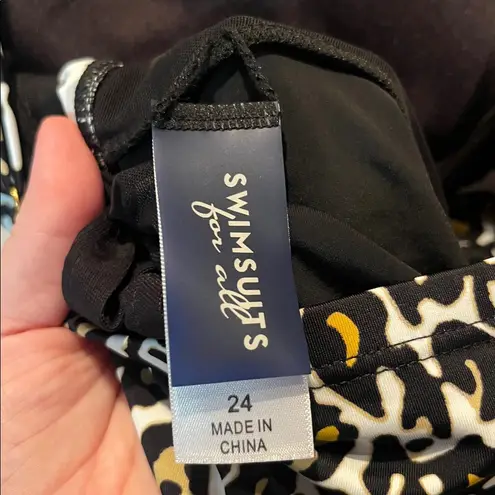 SWIMSUITS
for all
24
MADE IN
CHINA